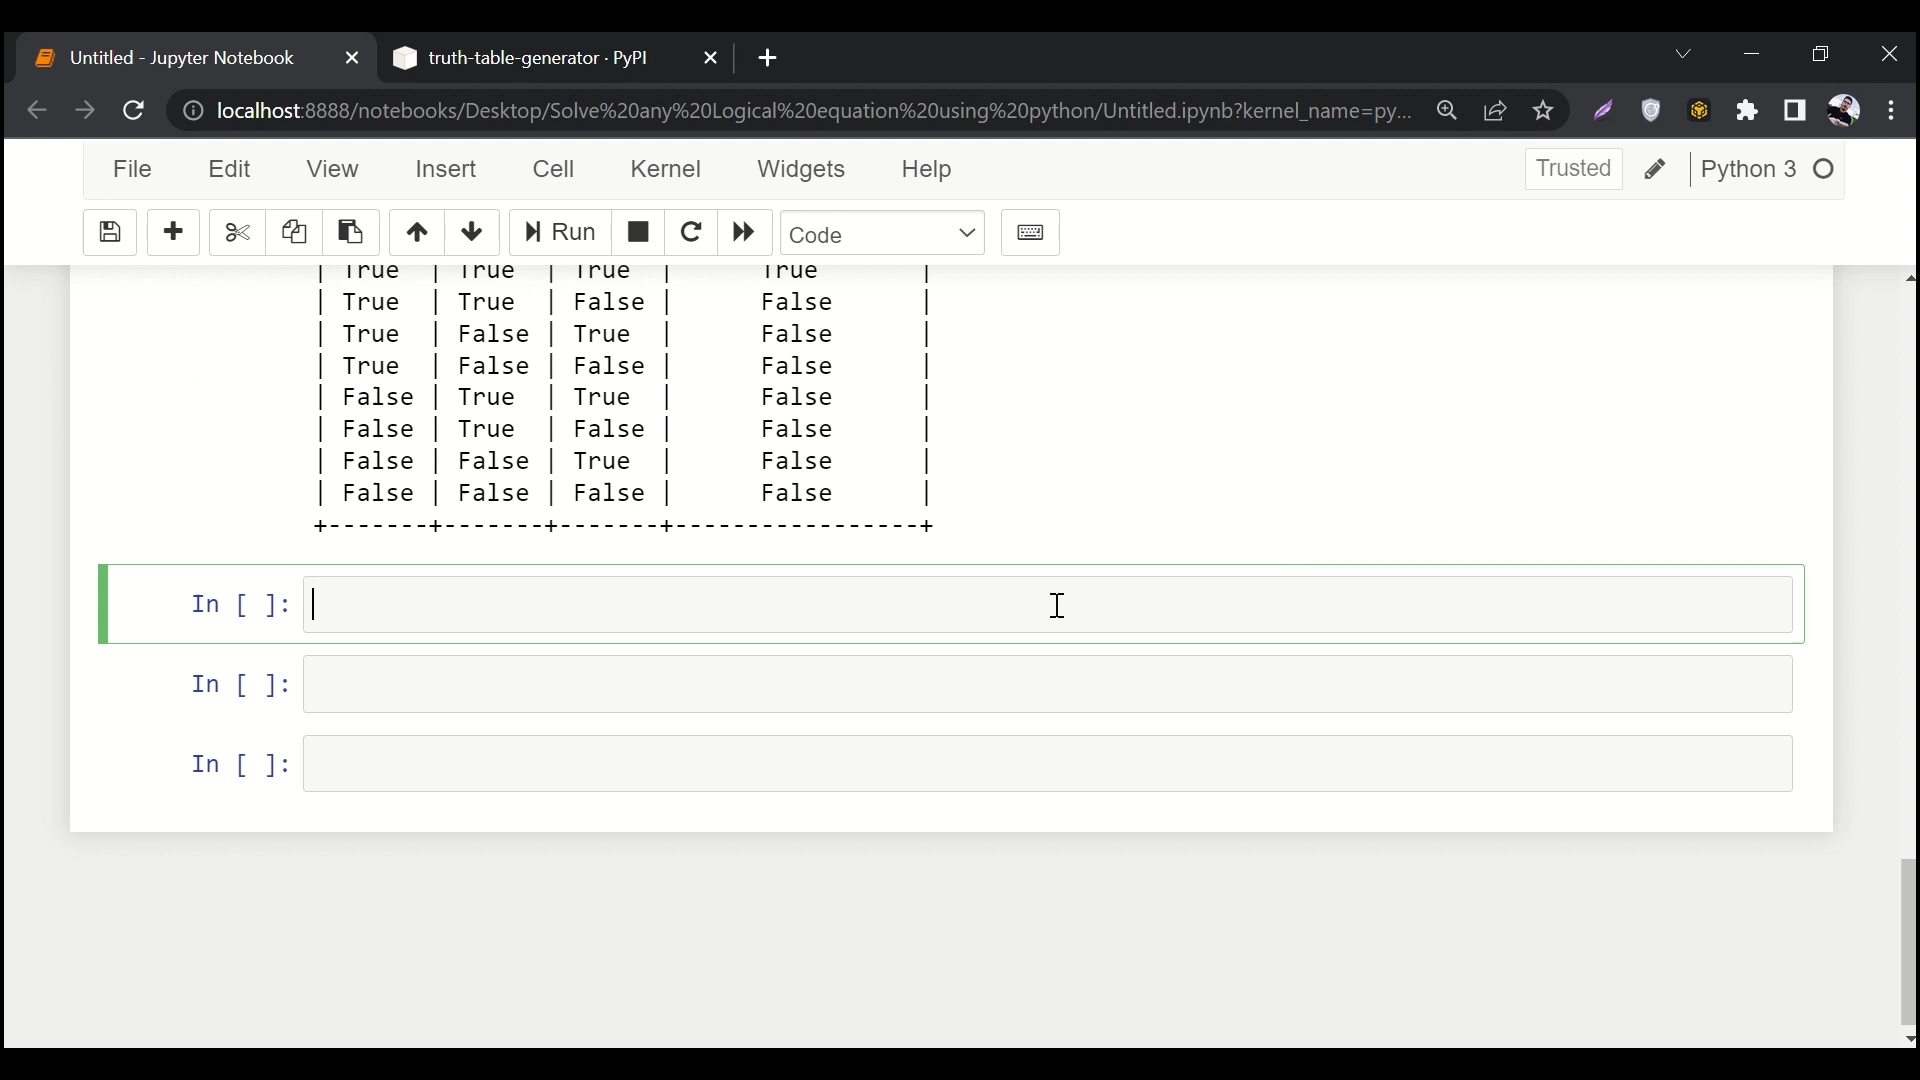 Untitled - Jupyter Notebook
truth-table-generator · PyPI
localhost:8888/notebooks/Desktop/Solve%20any%20Logical%20equation%20using%20python/Untitled.ipynb?kernel_name=py...
File Edit View Insert Cell Kernel Widgets Help Trusted Python 3
Run Code
| True | True | True | True |
| True | True | False | False |
| True | False | True | False |
| True | False | False | False |
| False | True | True | False |
| False | True | False | False |
| False | False | True | False |
| False | False | False | False |
+-------+-------+-------+-----------------+
In [ ]:
In [ ]:
In [ ]: